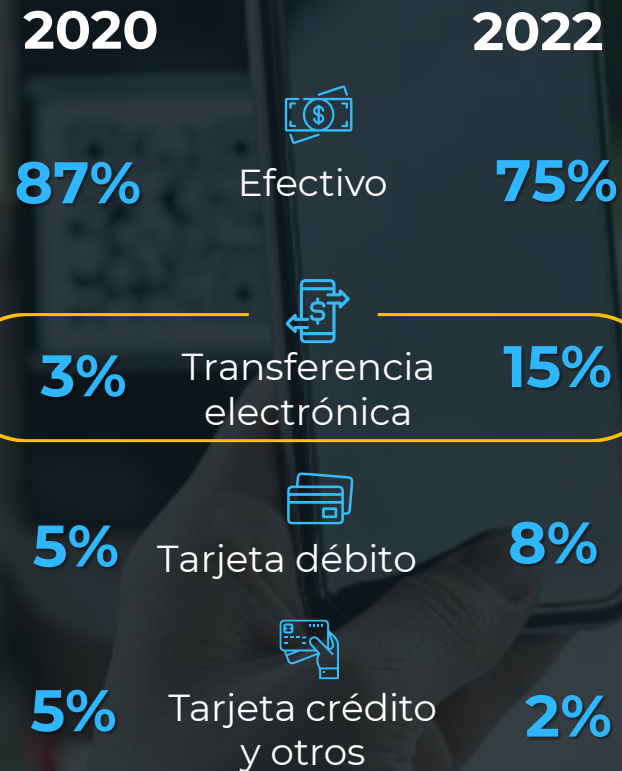 2020 2022
87% Efectivo 75%
3% Transferencia 15%
electrónica
5% Tarjeta débito 8%
5% Tarjeta crédito 2%
y otros